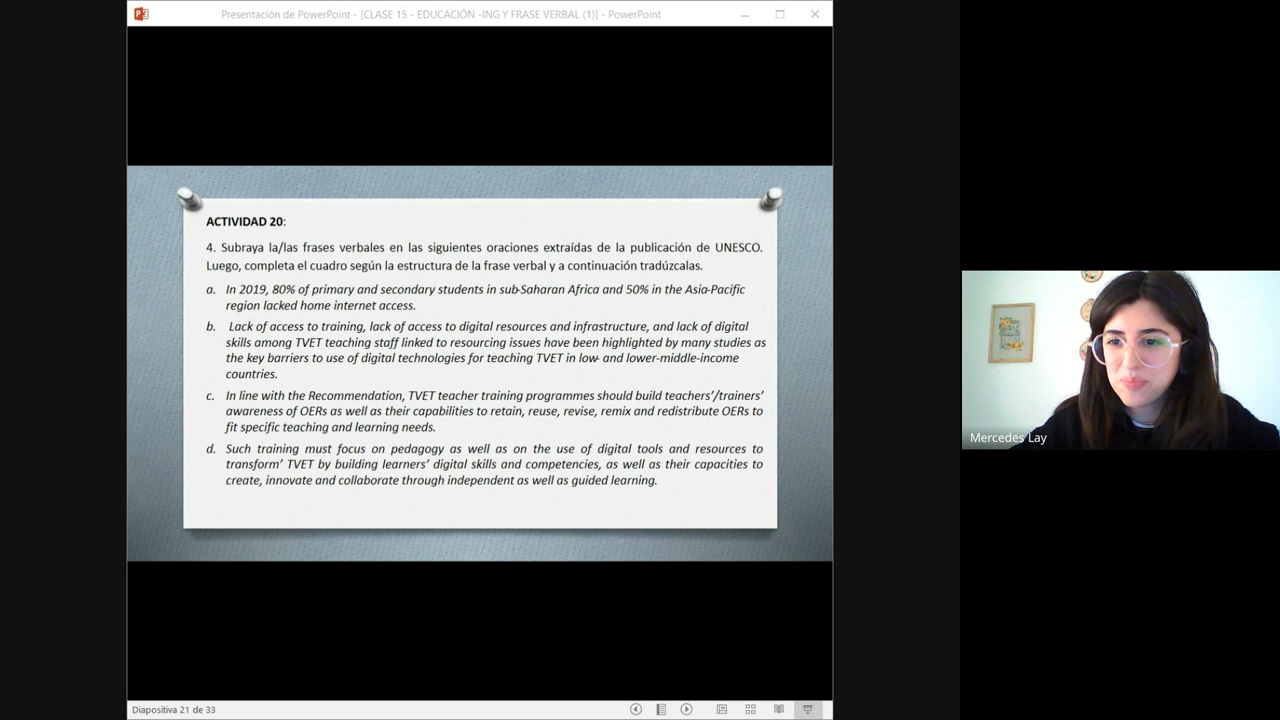 Presentación de PowerPoint - [CLASE 15 - EDUCACIÓN -ING Y FRASE VERBAL (1)] - PowerPoint
ACTIVIDAD 20:
4. Subraya la/las frases verbales en las siguientes oraciones extraídas de la publicación de UNESCO.
Luego, completa el cuadro según la estructura de la frase verbal y a continuación tradúzcalas.
a. In 2019, 80% of primary and secondary students in sub-Saharan Africa and 50% in the Asia-Pacific
region lacked home internet access.
b. Lack of access to training, lack of access to digital resources and infrastructure, and lack of digital
skills among TVET teaching staff linked to resourcing issues have been highlighted by many studies as
the key barriers to use of digital technologies for teaching TVET in low- and lower-middle-income
countries.
c. In line with the Recommendation, TVET teacher training programmes should build teachers’/trainers’
awareness of OERs as well as their capabilities to retain, reuse, revise, remix and redistribute OERs to
fit specific teaching and learning needs.
d. Such training must focus on pedagogy as well as on the use of digital tools and resources to
transform’ TVET by building learners’ digital skills and competencies, as well as their capacities to
create, innovate and collaborate through independent as well as guided learning.
Mercedes Lay
Diapositiva 21 de 33